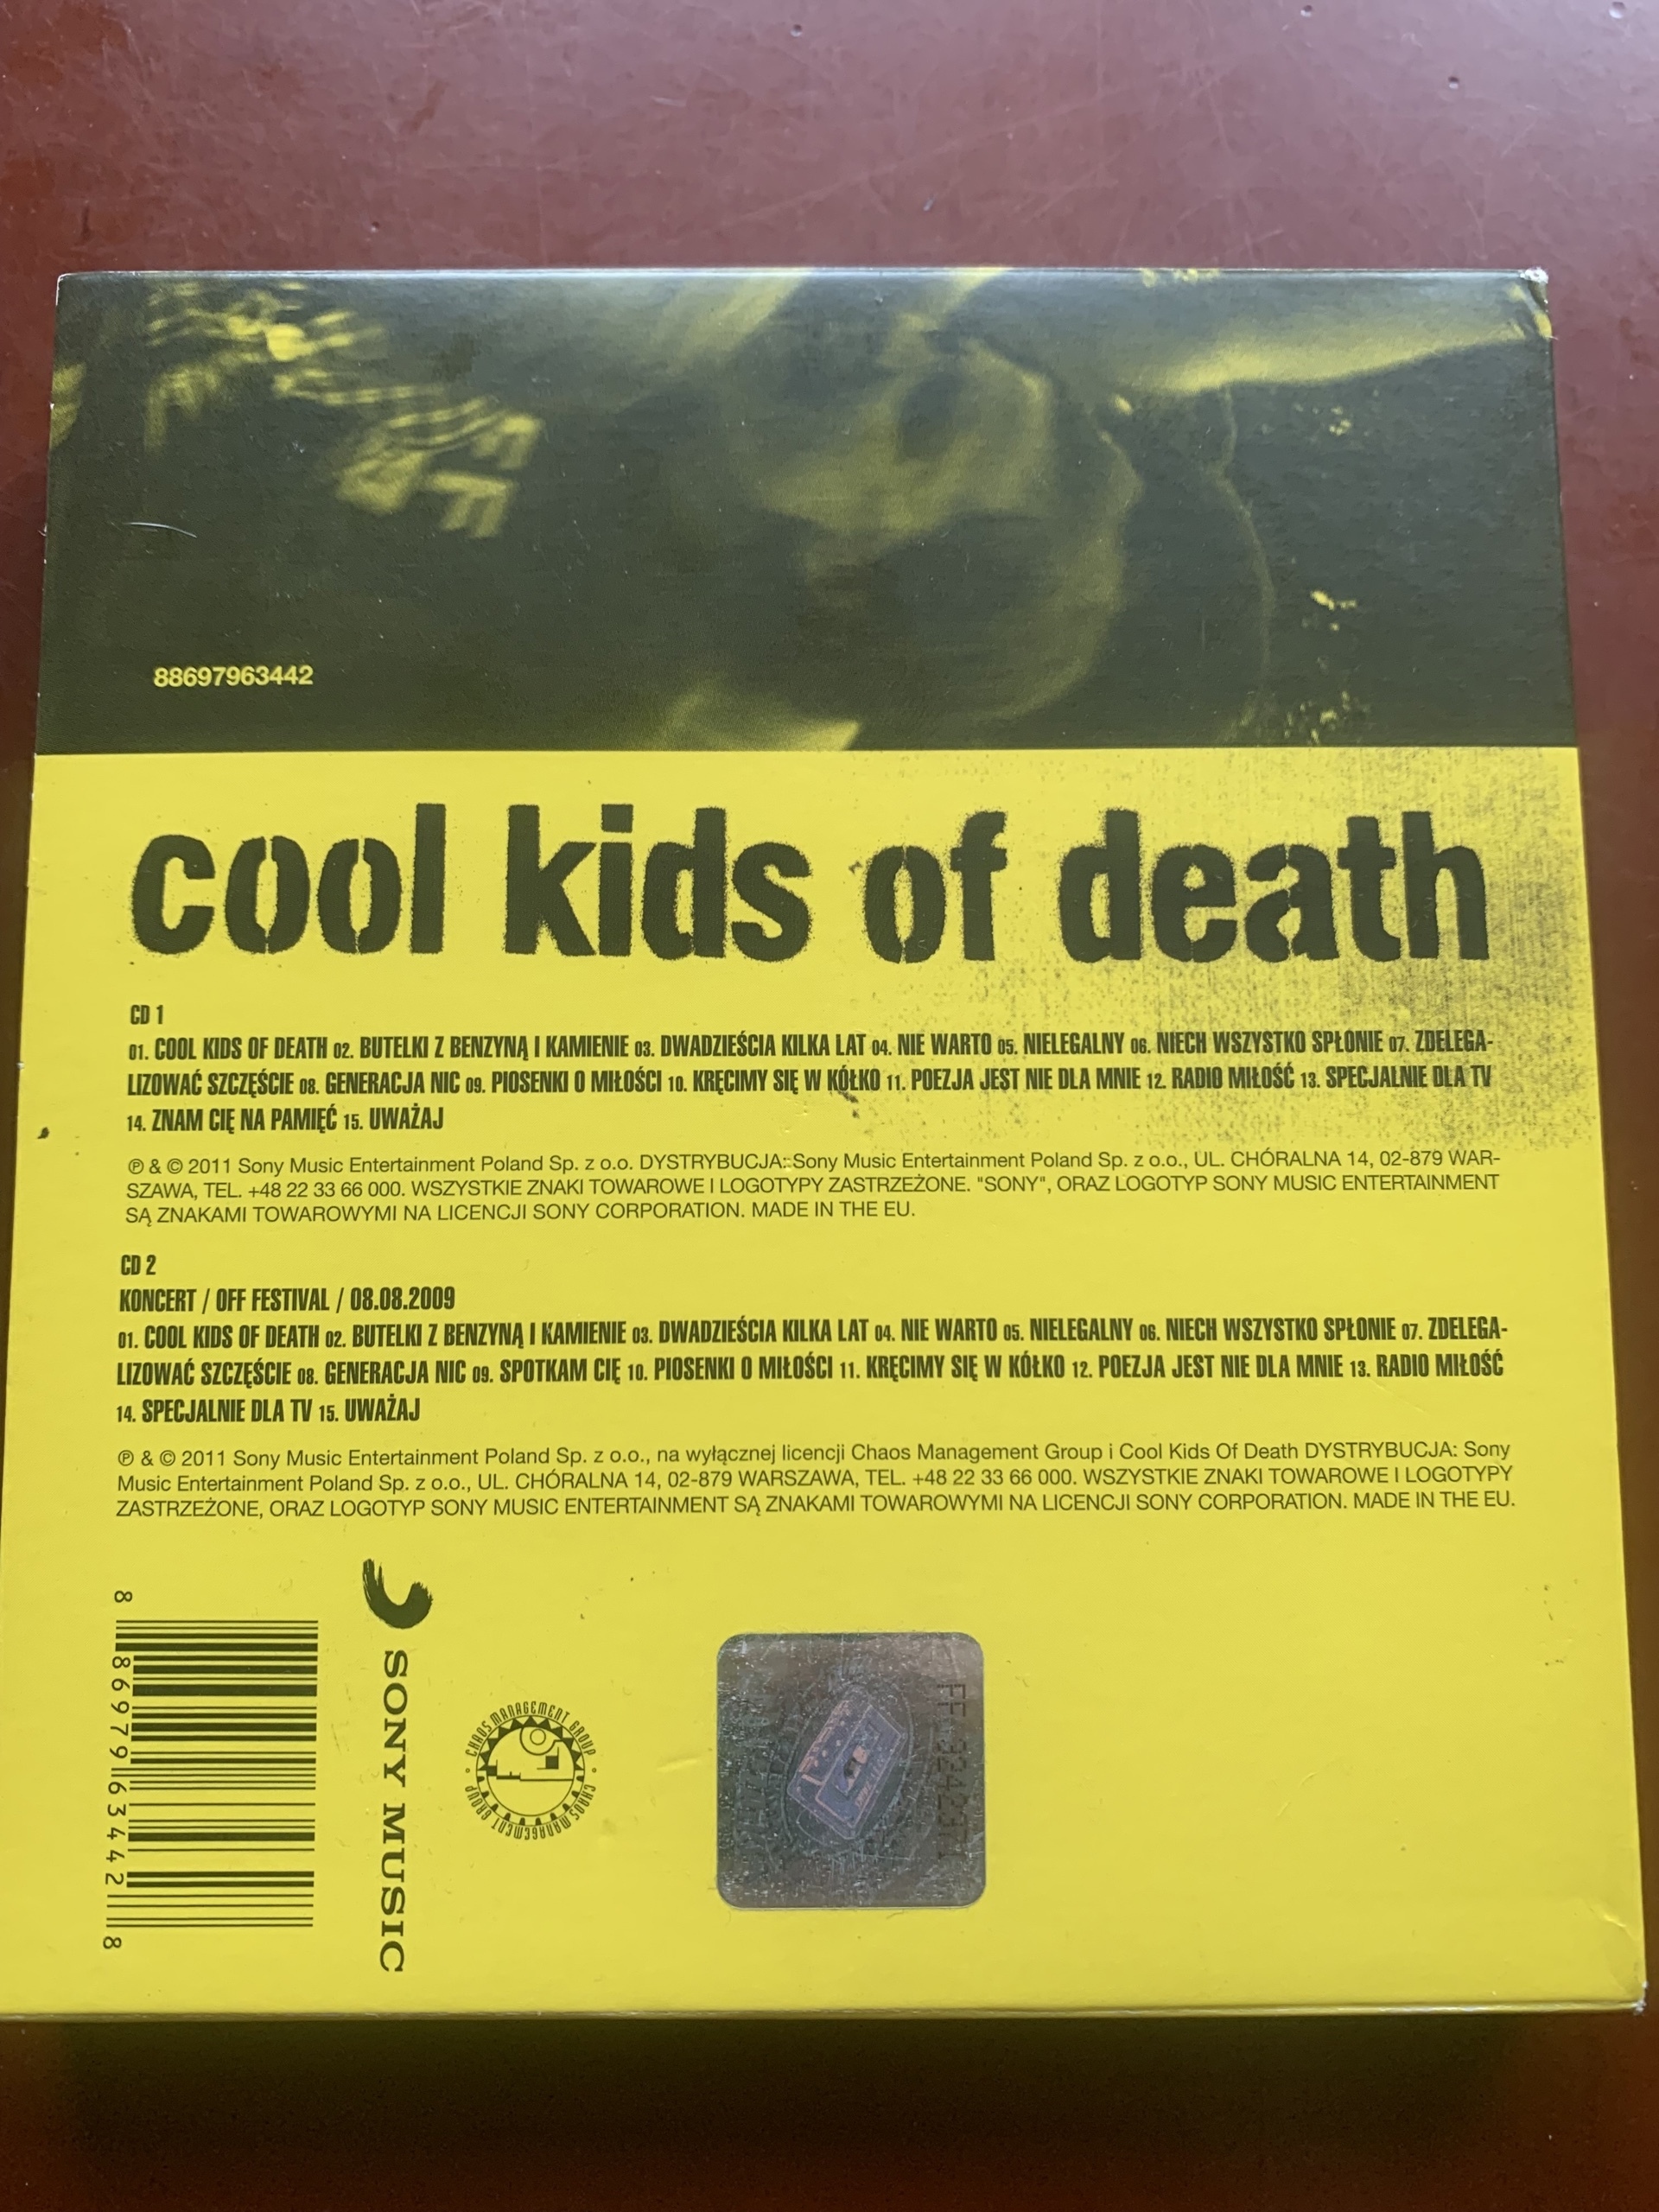 88697963442
cool kids of death
CD 1
01. COOL KIDS OF DEATH 02. BUTELKI Z BENZYNĄ I KAMIENIE 03. DWADZIEŚCIA KILKA LAT 04. NIE WARTO 05. NIELEGALNY 06. NIECH WSZYSTKO SPŁONIE 07. ZDELEGA-
LIZOWAĆ SZCZĘŚCIE 08. GENERACJA NIC 09. PIOSENKI O MIŁOŚCI 10. KRĘCIMY SIĘ W KÓŁKO 11. POEZJA JEST NIE DLA MNIE 12. RADIO MIŁOŚĆ 13. SPECJALNIE DLA TV
14. ZNAM CIĘ NA PAMIĘĆ 15. UWAŻAJ
℗ & © 2011 Sony Music Entertainment Poland Sp. z o.o. DYSTRYBUCJA: Sony Music Entertainment Poland Sp. z o.o., UL. CHÓRALNA 14, 02-879 WAR-
SZAWA, TEL. +48 22 33 66 000. WSZYSTKIE ZNAKI TOWAROWE I LOGOTYPY ZASTRZEŻONE. "SONY", ORAZ LOGOTYP SONY MUSIC ENTERTAINMENT
SĄ ZNAKAMI TOWAROWYMI NA LICENCJI SONY CORPORATION. MADE IN THE EU.
CD 2
KONCERT / OFF FESTIVAL / 08.08.2009
01. COOL KIDS OF DEATH 02. BUTELKI Z BENZYNĄ I KAMIENIE 03. DWADZIEŚCIA KILKA LAT 04. NIE WARTO 05. NIELEGALNY 06. NIECH WSZYSTKO SPŁONIE 07. ZDELEGA-
LIZOWAĆ SZCZĘŚCIE 08. GENERACJA NIC 09. SPOTKAM CIĘ 10. PIOSENKI O MIŁOŚCI 11. KRĘCIMY SIĘ W KÓŁKO 12. POEZJA JEST NIE DLA MNIE 13. RADIO MIŁOŚĆ
14. SPECJALNIE DLA TV 15. UWAŻAJ
℗ & © 2011 Sony Music Entertainment Poland Sp. z o.o., na wyłącznej licencji Chaos Management Group i Cool Kids Of Death DYSTRYBUCJA: Sony
Music Entertainment Poland Sp. z o.o., UL. CHÓRALNA 14, 02-879 WARSZAWA, TEL. +48 22 33 66 000. WSZYSTKIE ZNAKI TOWAROWE I LOGOTYPY
ZASTRZEŻONE, ORAZ LOGOTYP SONY MUSIC ENTERTAINMENT SĄ ZNAKAMI TOWAROWYMI NA LICENCJI SONY CORPORATION. MADE IN THE EU.
8 86979 63442 8
SONY MUSIC
CHAOS MANAGEMENT GROUP
CHAOS MANAGEMENT GROUP